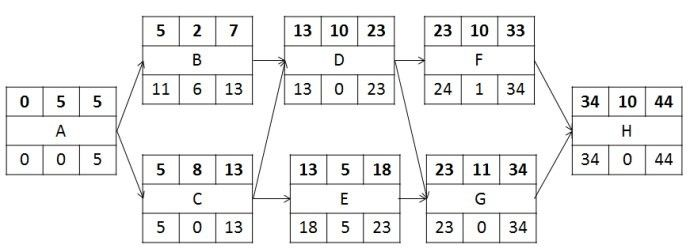 0 5 5
A
0 0 5
5 2 7
B
11 6 13
5 8 13
C
5 0 13
13 10 23
D
13 0 23
13 5 18
E
18 5 23
23 10 33
F
24 1 34
23 11 34
G
23 0 34
34 10 44
H
34 0 44